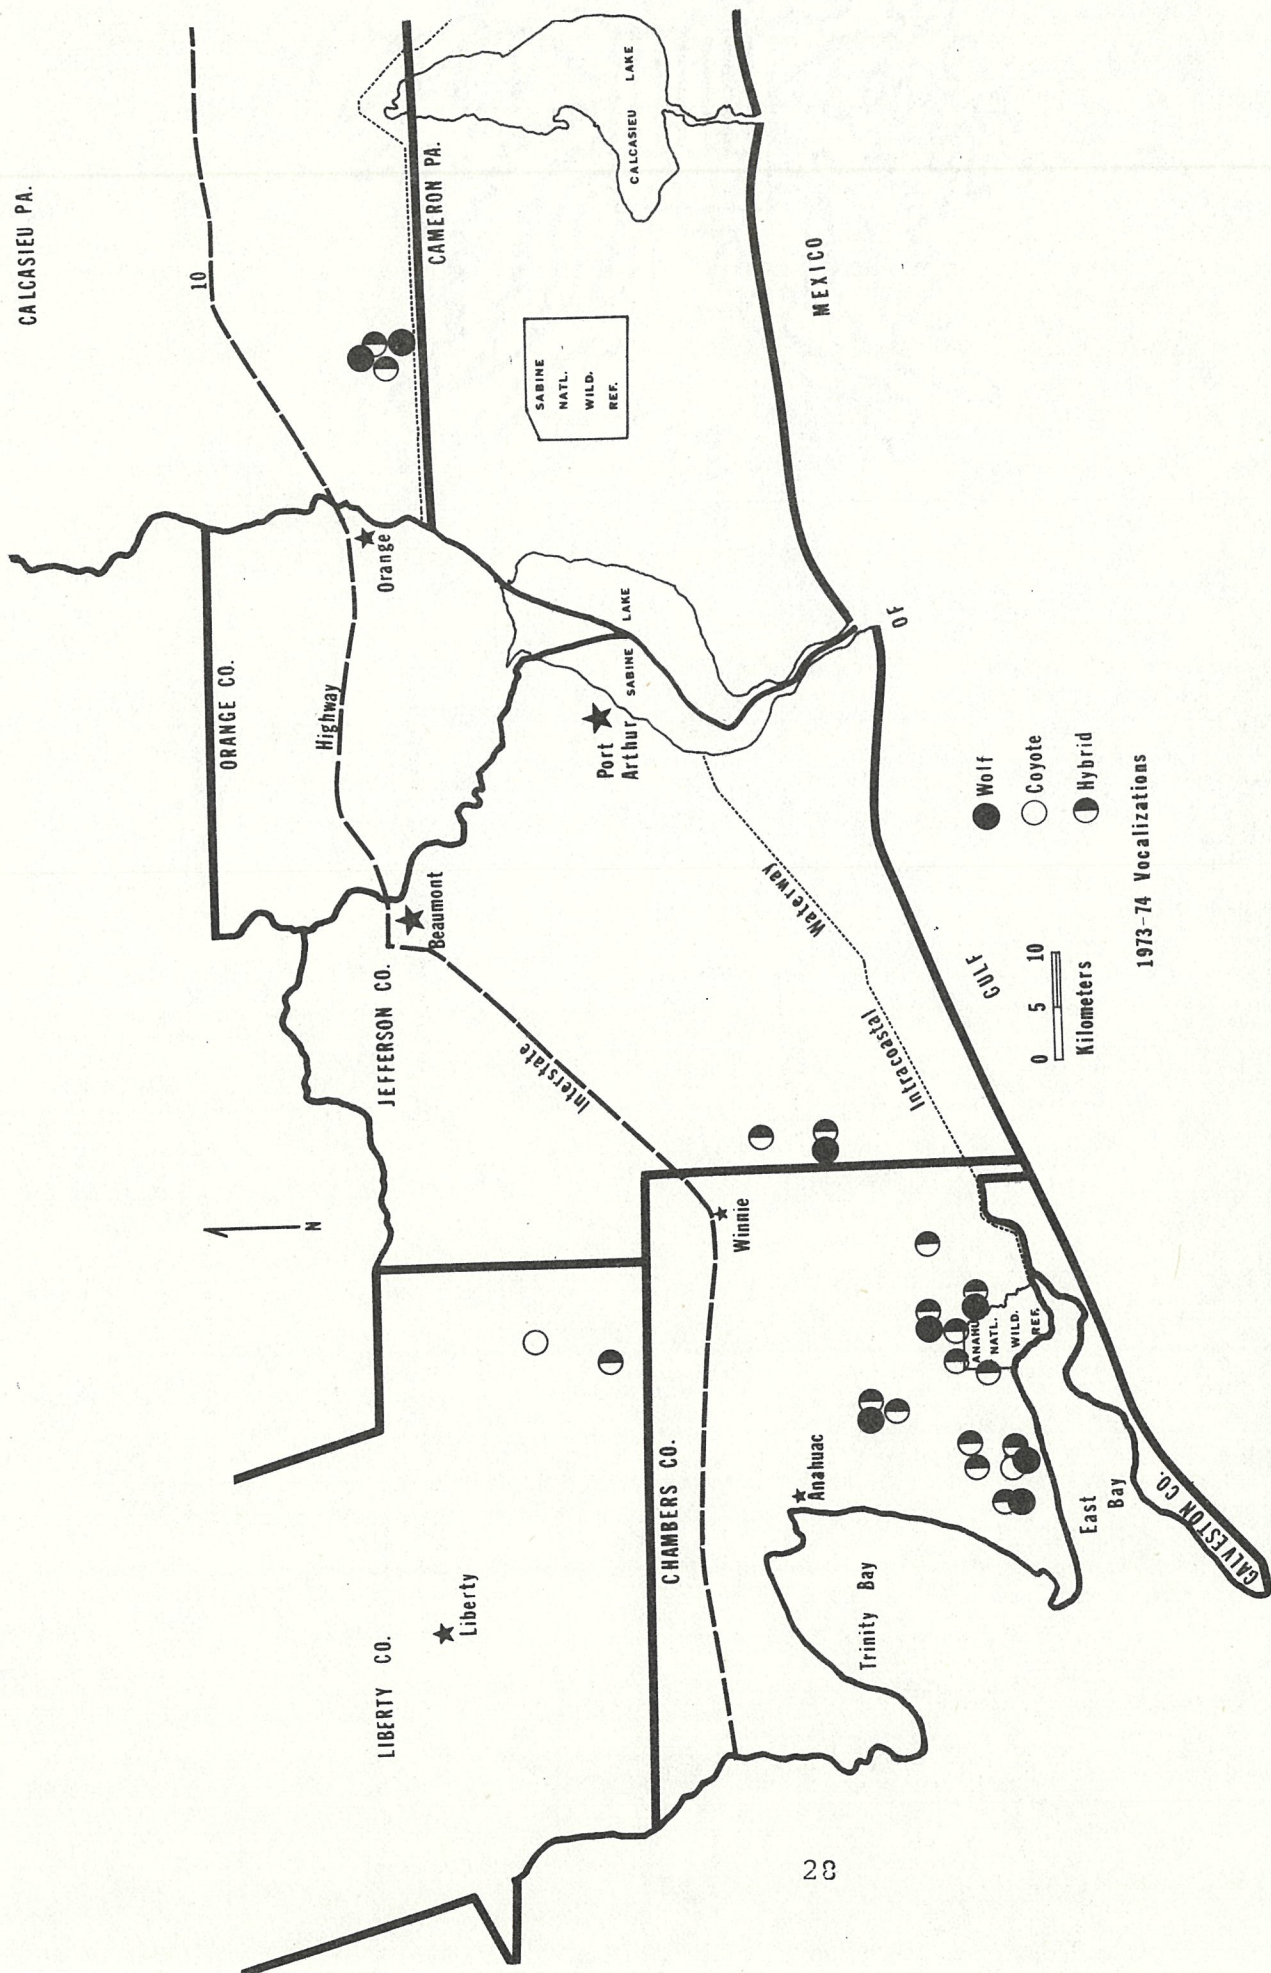 CALCASIEU PA.
10
CAMERON PA.
CALCASIEU LAKE
SABINE
NATL.
WILD.
REF.
MEXICO
OF
GULF
ORANGE CO.
Highway
Orange
SABINE LAKE
Port
Arthur
Beaumont
JEFFERSON CO.
Interstate
Waterway
Intracoastal
N
Winnie
LIBERTY CO.
Liberty
CHAMBERS CO.
Anahuac
ANAHU
NATL.
WILD.
REF.
Trinity Bay
East
Bay
GALVESTON CO.
Wolf
Coyote
Hybrid
0 5 10
Kilometers
1973-74 Vocalizations
28